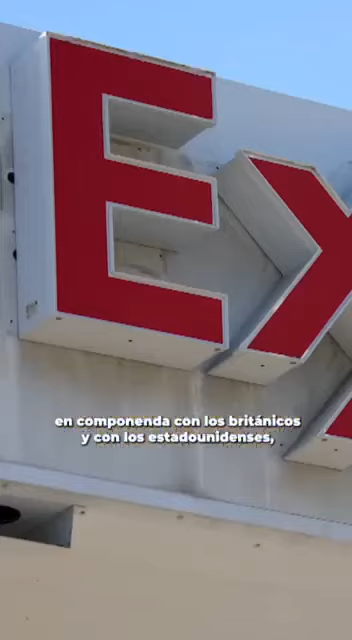 Ex
en componenda con los británicos
y con los estadounidenses,